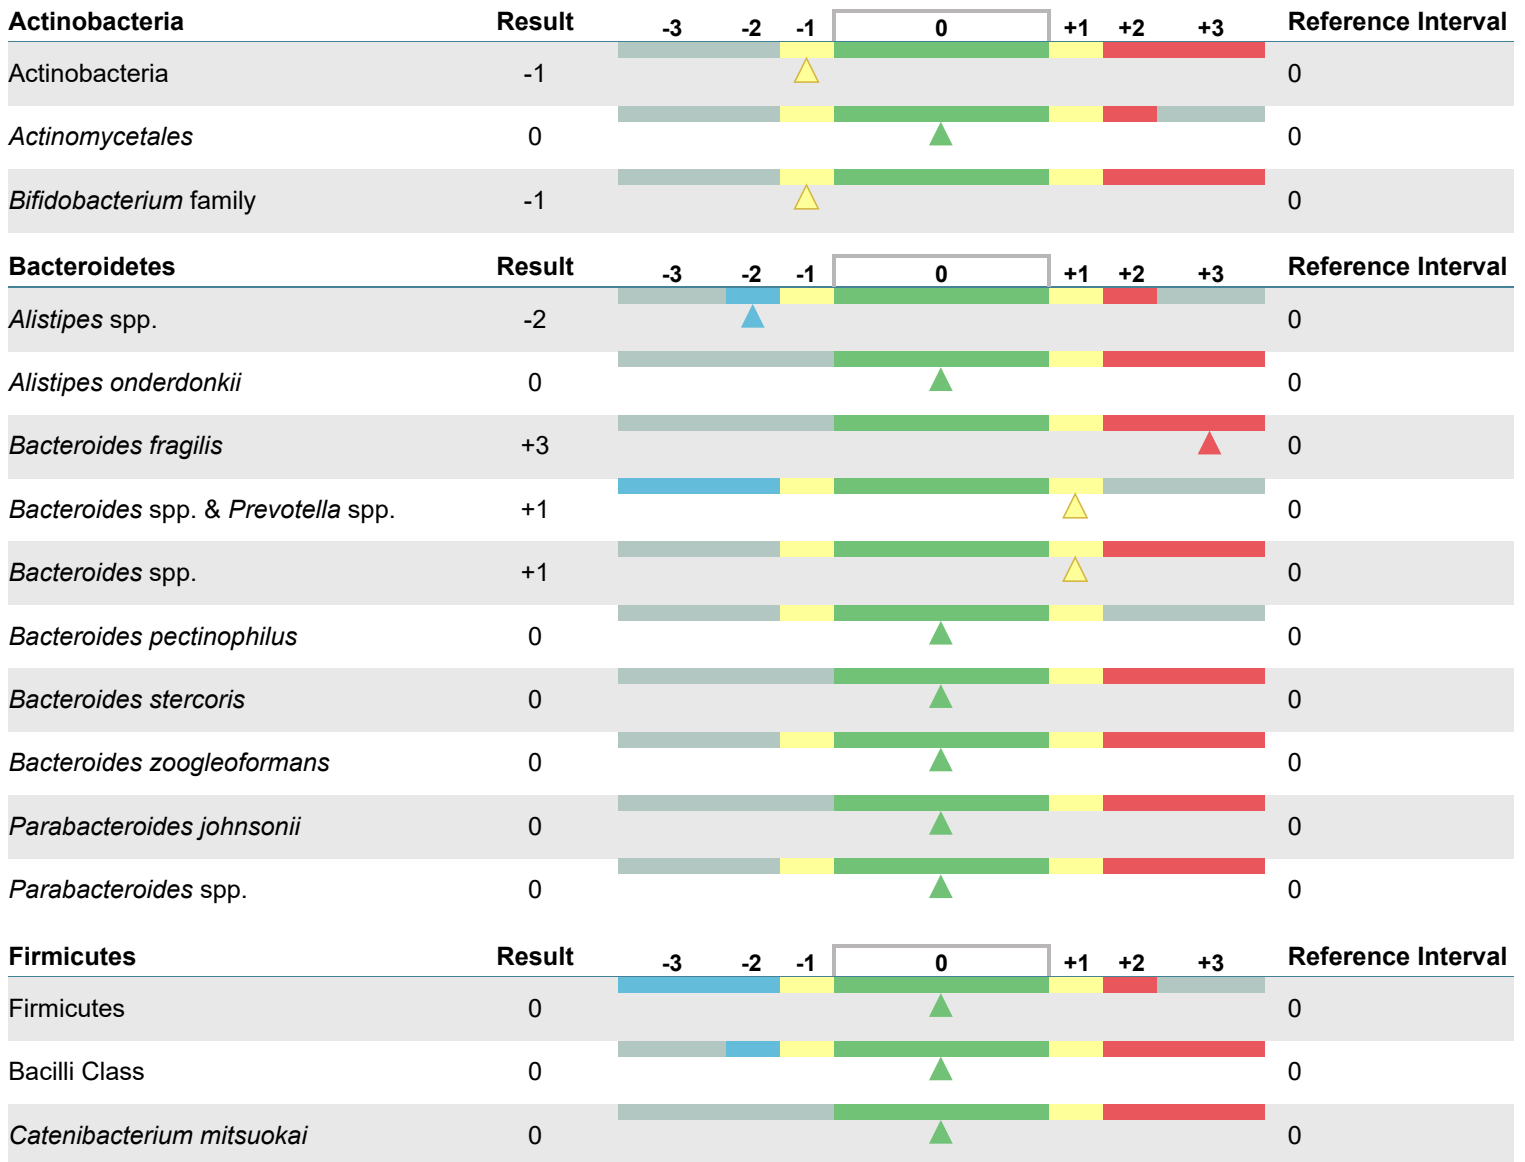 Actinobacteria Result -3 -2 -1 0 +1 +2 +3 Reference Interval
Actinobacteria -1 0
Actinomycetales 0 0
Bifidobacterium family -1 0
Bacteroidetes Result -3 -2 -1 0 +1 +2 +3 Reference Interval
Alistipes spp. -2 0
Alistipes onderdonkii 0 0
Bacteroides fragilis +3 0
Bacteroides spp. & Prevotella spp. +1 0
Bacteroides spp. +1 0
Bacteroides pectinophilus 0 0
Bacteroides stercoris 0 0
Bacteroides zoogleoformans 0 0
Parabacteroides johnsonii 0 0
Parabacteroides spp. 0 0
Firmicutes Result -3 -2 -1 0 +1 +2 +3 Reference Interval
Firmicutes 0 0
Bacilli Class 0 0
Catenibacterium mitsuokai 0 0